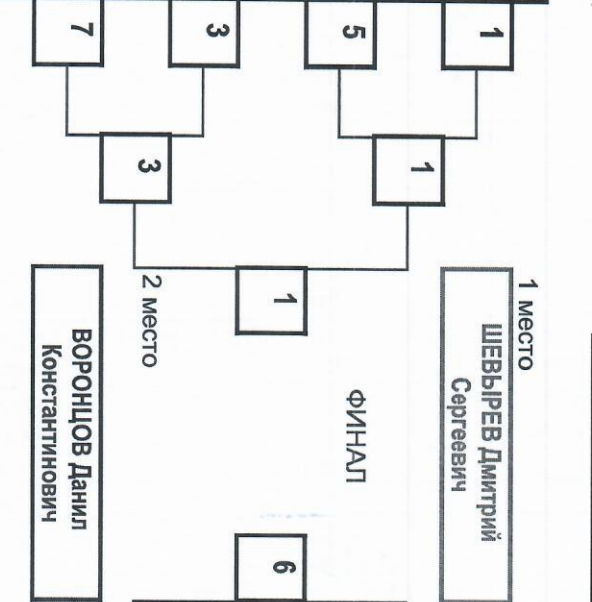 1 место
1
ШЕВЫРЕВ Дмитрий
Сергеевич
1
5
ФИНАЛ
1
6
3
3
2 место
7
ВОРОНЦОВ Данил
Константинович